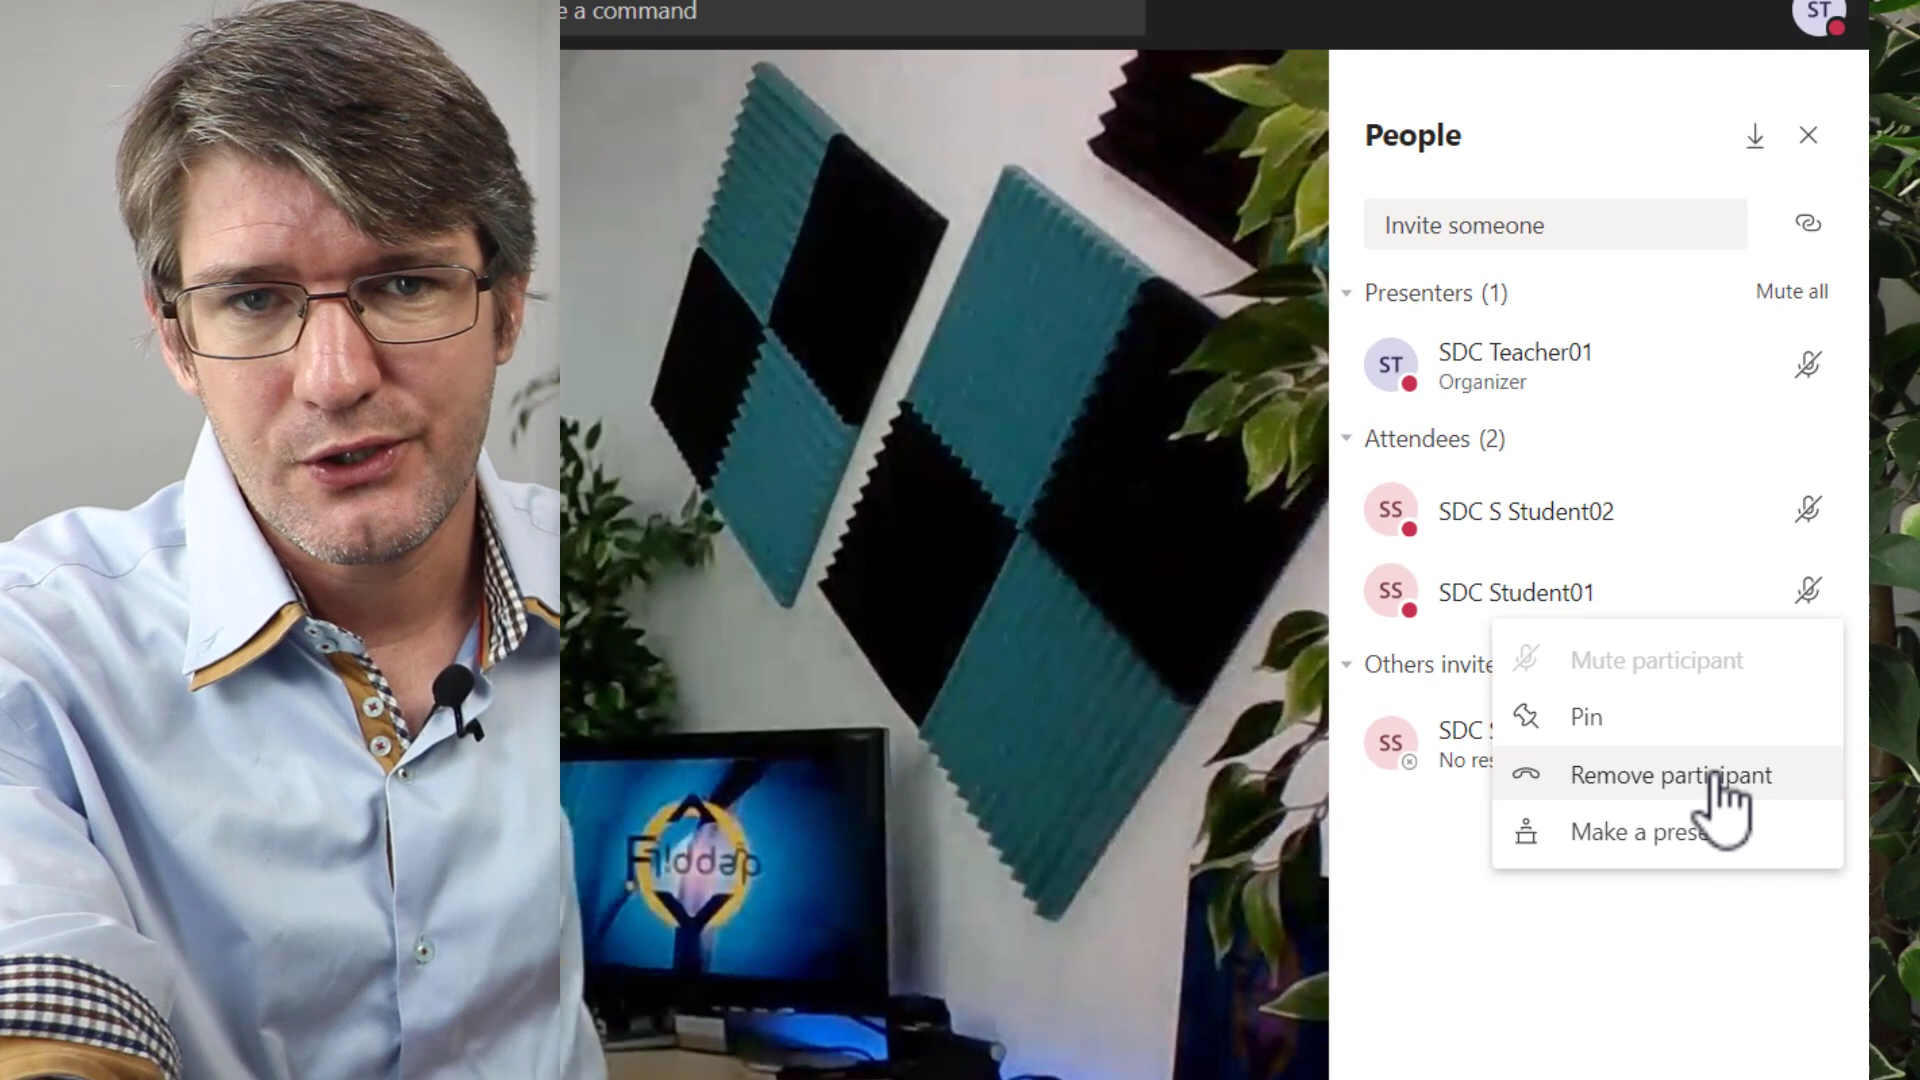 e a command
ST
People
Invite someone
Presenters (1)
Mute all
ST
SDC Teacher01
Organizer
Attendees (2)
SS
SDC S Student02
SS
SDC Student01
Mute participant
Others invite
Pin
SS
SDC S
No res
Remove participant
Make a prese
Flippad